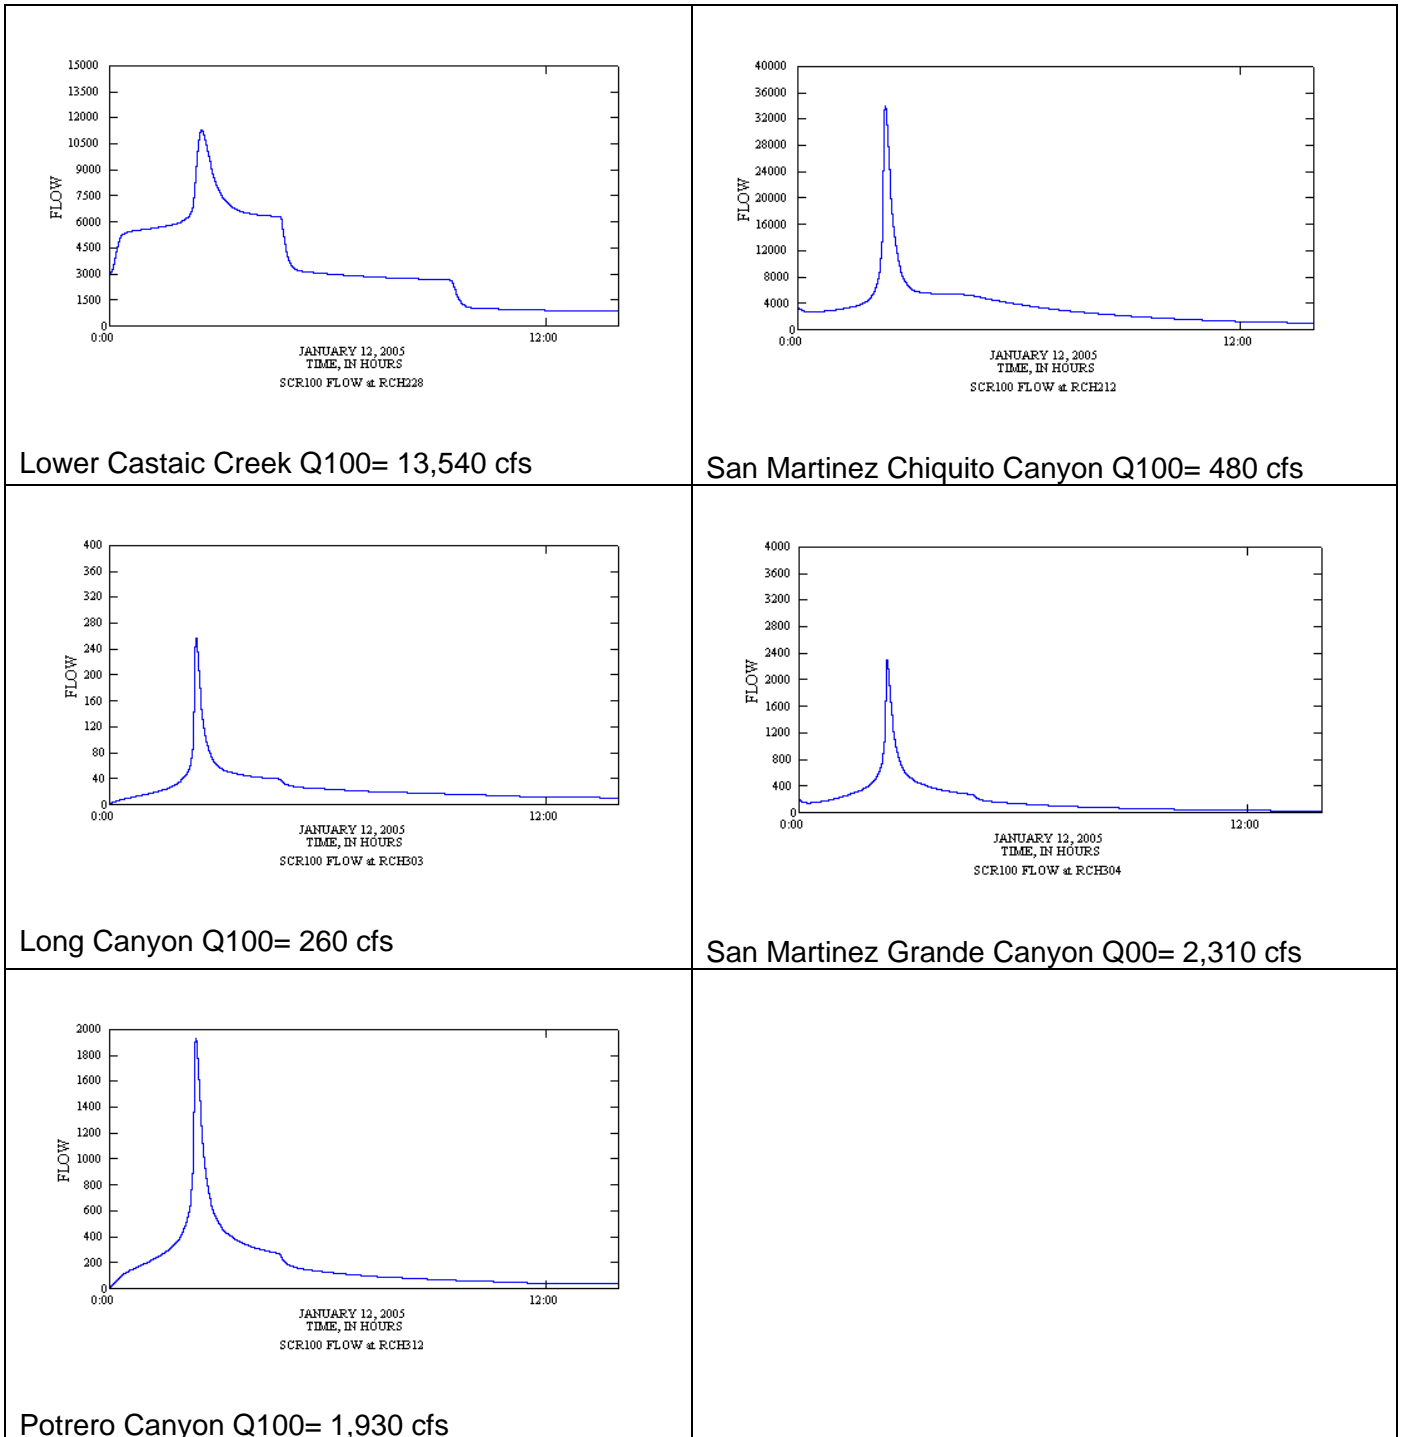 15000
13500
12000
10500
9000
7500
6000
4500
3000
1500
0
FLOW
0:00 12:00
JANUARY 12, 2005
TIME, IN HOURS
SCR100 FLOW at RCH228
Lower Castaic Creek Q100= 13,540 cfs
40000
36000
32000
28000
24000
20000
16000
12000
8000
4000
0
FLOW
0:00 12:00
JANUARY 12, 2005
TIME, IN HOURS
SCR100 FLOW at RCH212
San Martinez Chiquito Canyon Q100= 480 cfs
400
360
320
280
240
200
160
120
80
40
0
FLOW
0:00 12:00
JANUARY 12, 2005
TIME, IN HOURS
SCR100 FLOW at RCH303
Long Canyon Q100= 260 cfs
4000
3600
3200
2800
2400
2000
1600
1200
800
400
0
FLOW
0:00 12:00
JANUARY 12, 2005
TIME, IN HOURS
SCR100 FLOW at RCH304
San Martinez Grande Canyon Q00= 2,310 cfs
2000
1800
1600
1400
1200
1000
800
600
400
200
0
FLOW
0:00 12:00
JANUARY 12, 2005
TIME, IN HOURS
SCR100 FLOW at RCH312
Potrero Canyon Q100= 1,930 cfs